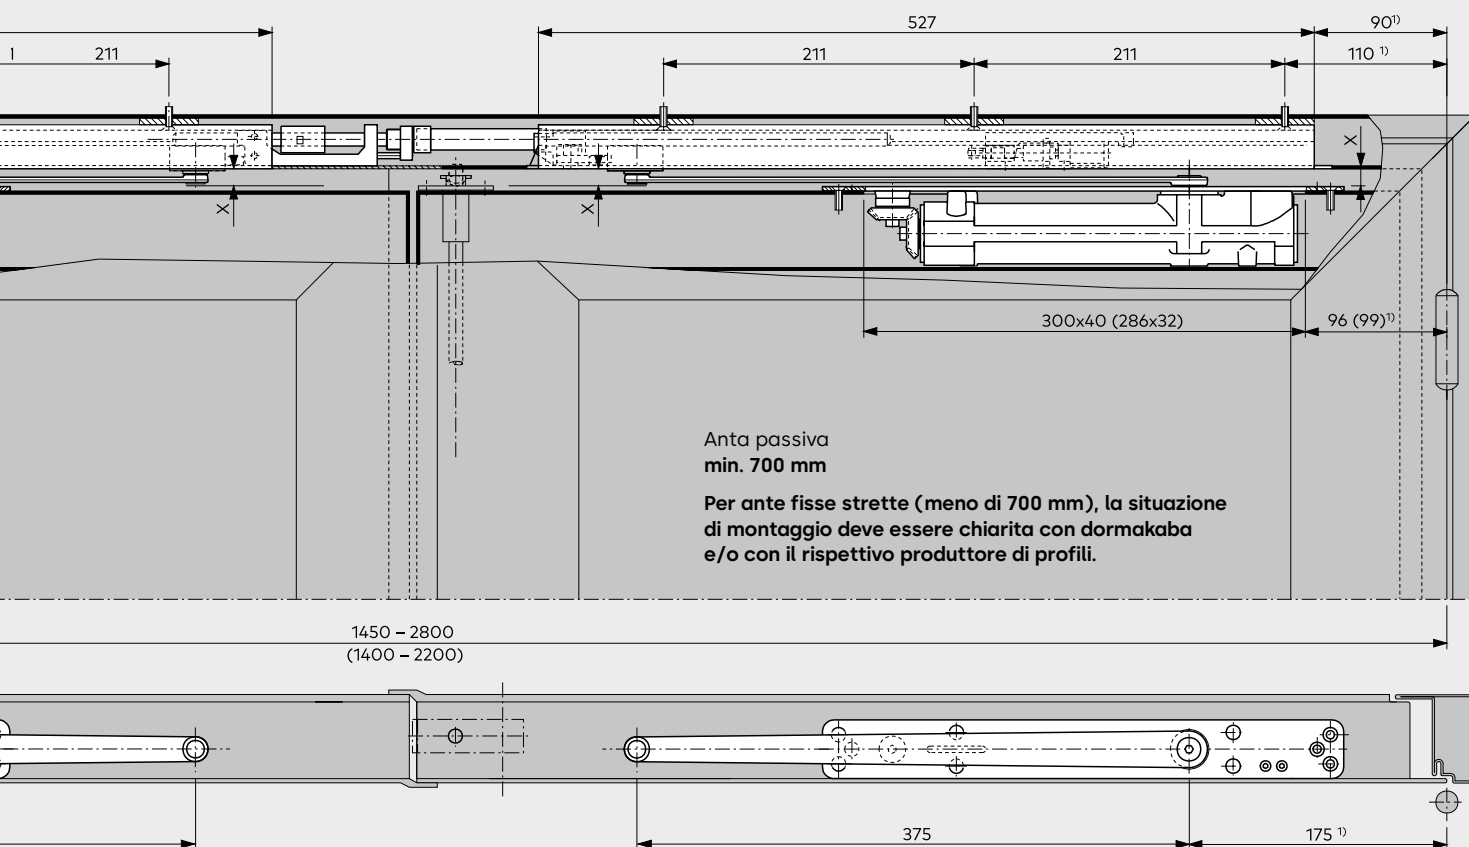 527
90¹⁾
1 211
211
211
110 ¹⁾
X
X
X
300x40 (286x32)
96 (99)¹⁾
Anta passiva
min. 700 mm
Per ante fisse strette (meno di 700 mm), la situazione
di montaggio deve essere chiarita con dormakaba
e/o con il rispettivo produttore di profili.
1450 – 2800
(1400 – 2200)
375
175 ¹⁾